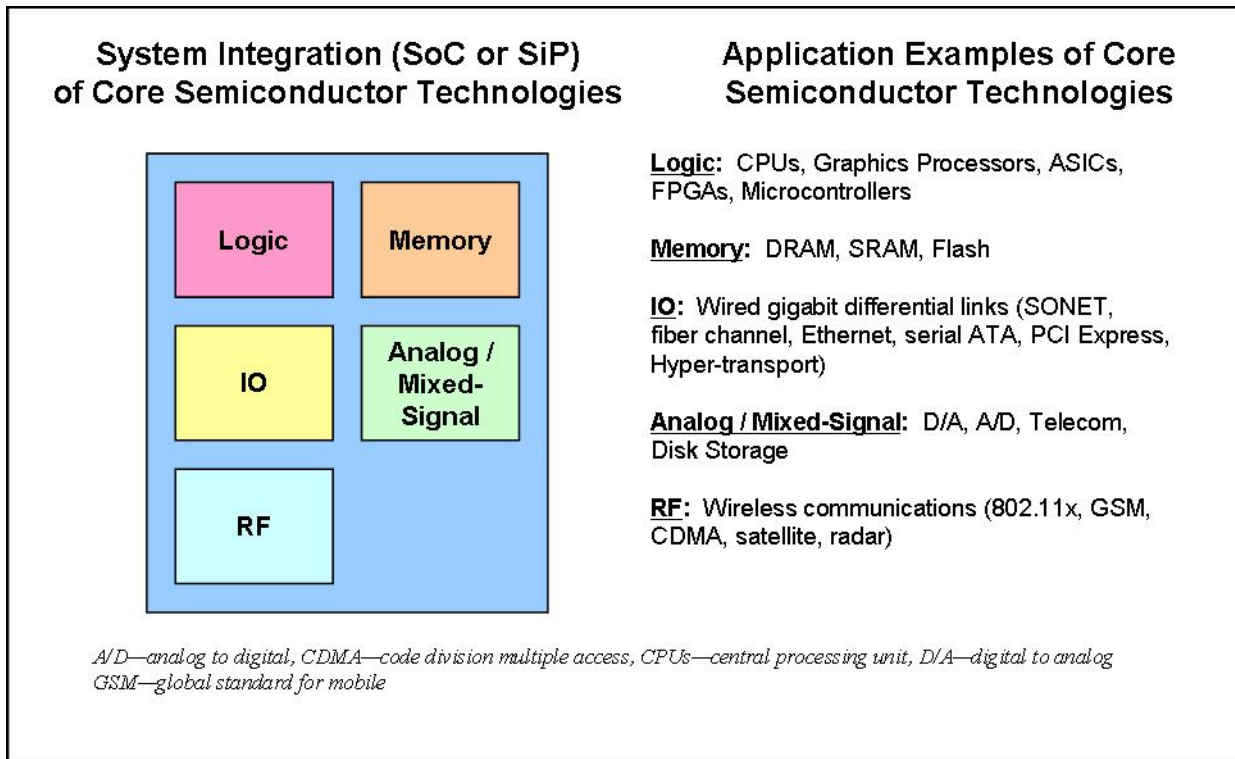 System Integration (SoC or SiP)
of Core Semiconductor Technologies
Logic
Memory
IO
Analog /
Mixed-
Signal
RF
Application Examples of Core
Semiconductor Technologies
Logic: CPUs, Graphics Processors, ASICs,
FPGAs, Microcontrollers
Memory: DRAM, SRAM, Flash
IO: Wired gigabit differential links (SONET,
fiber channel, Ethernet, serial ATA, PCI Express,
Hyper-transport)
Analog / Mixed-Signal: D/A, A/D, Telecom,
Disk Storage
RF: Wireless communications (802.11x, GSM,
CDMA, satellite, radar)
A/D—analog to digital, CDMA—code division multiple access, CPUs—central processing unit, D/A—digital to analog
GSM—global standard for mobile